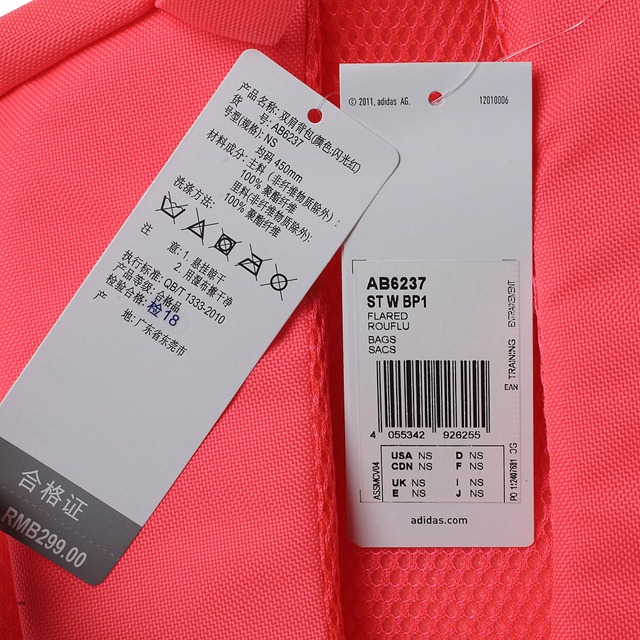 产品名称: 双肩背包(颜色:闪光红)
货 号: AB6237
号型(规格): NS
均码 450mm
材料成分: 主料 (非纤维物质除外):
100% 聚酯纤维
里料(非纤维物质除外):
100% 聚酯纤维
洗涤方法:
注 意: 1. 悬挂晾干
2. 用湿布擦干净
执行标准: QB/T 1333-2010
产品等级: 合格品
检验合格: 检18
产 地: 广东省东莞市
合格证
RMB299.00
© 2011, adidas AG.
12010006
AB6237
ST W BP1
FLARED
ROUFLU
BAGS
SACS
TRAINING
ENTRAINEMENT
EAN
4 055342 926255
USA NS D NS
CDN NS F NS
UK NS I NS
E NS J NS
ASSMCV04
adidas.com